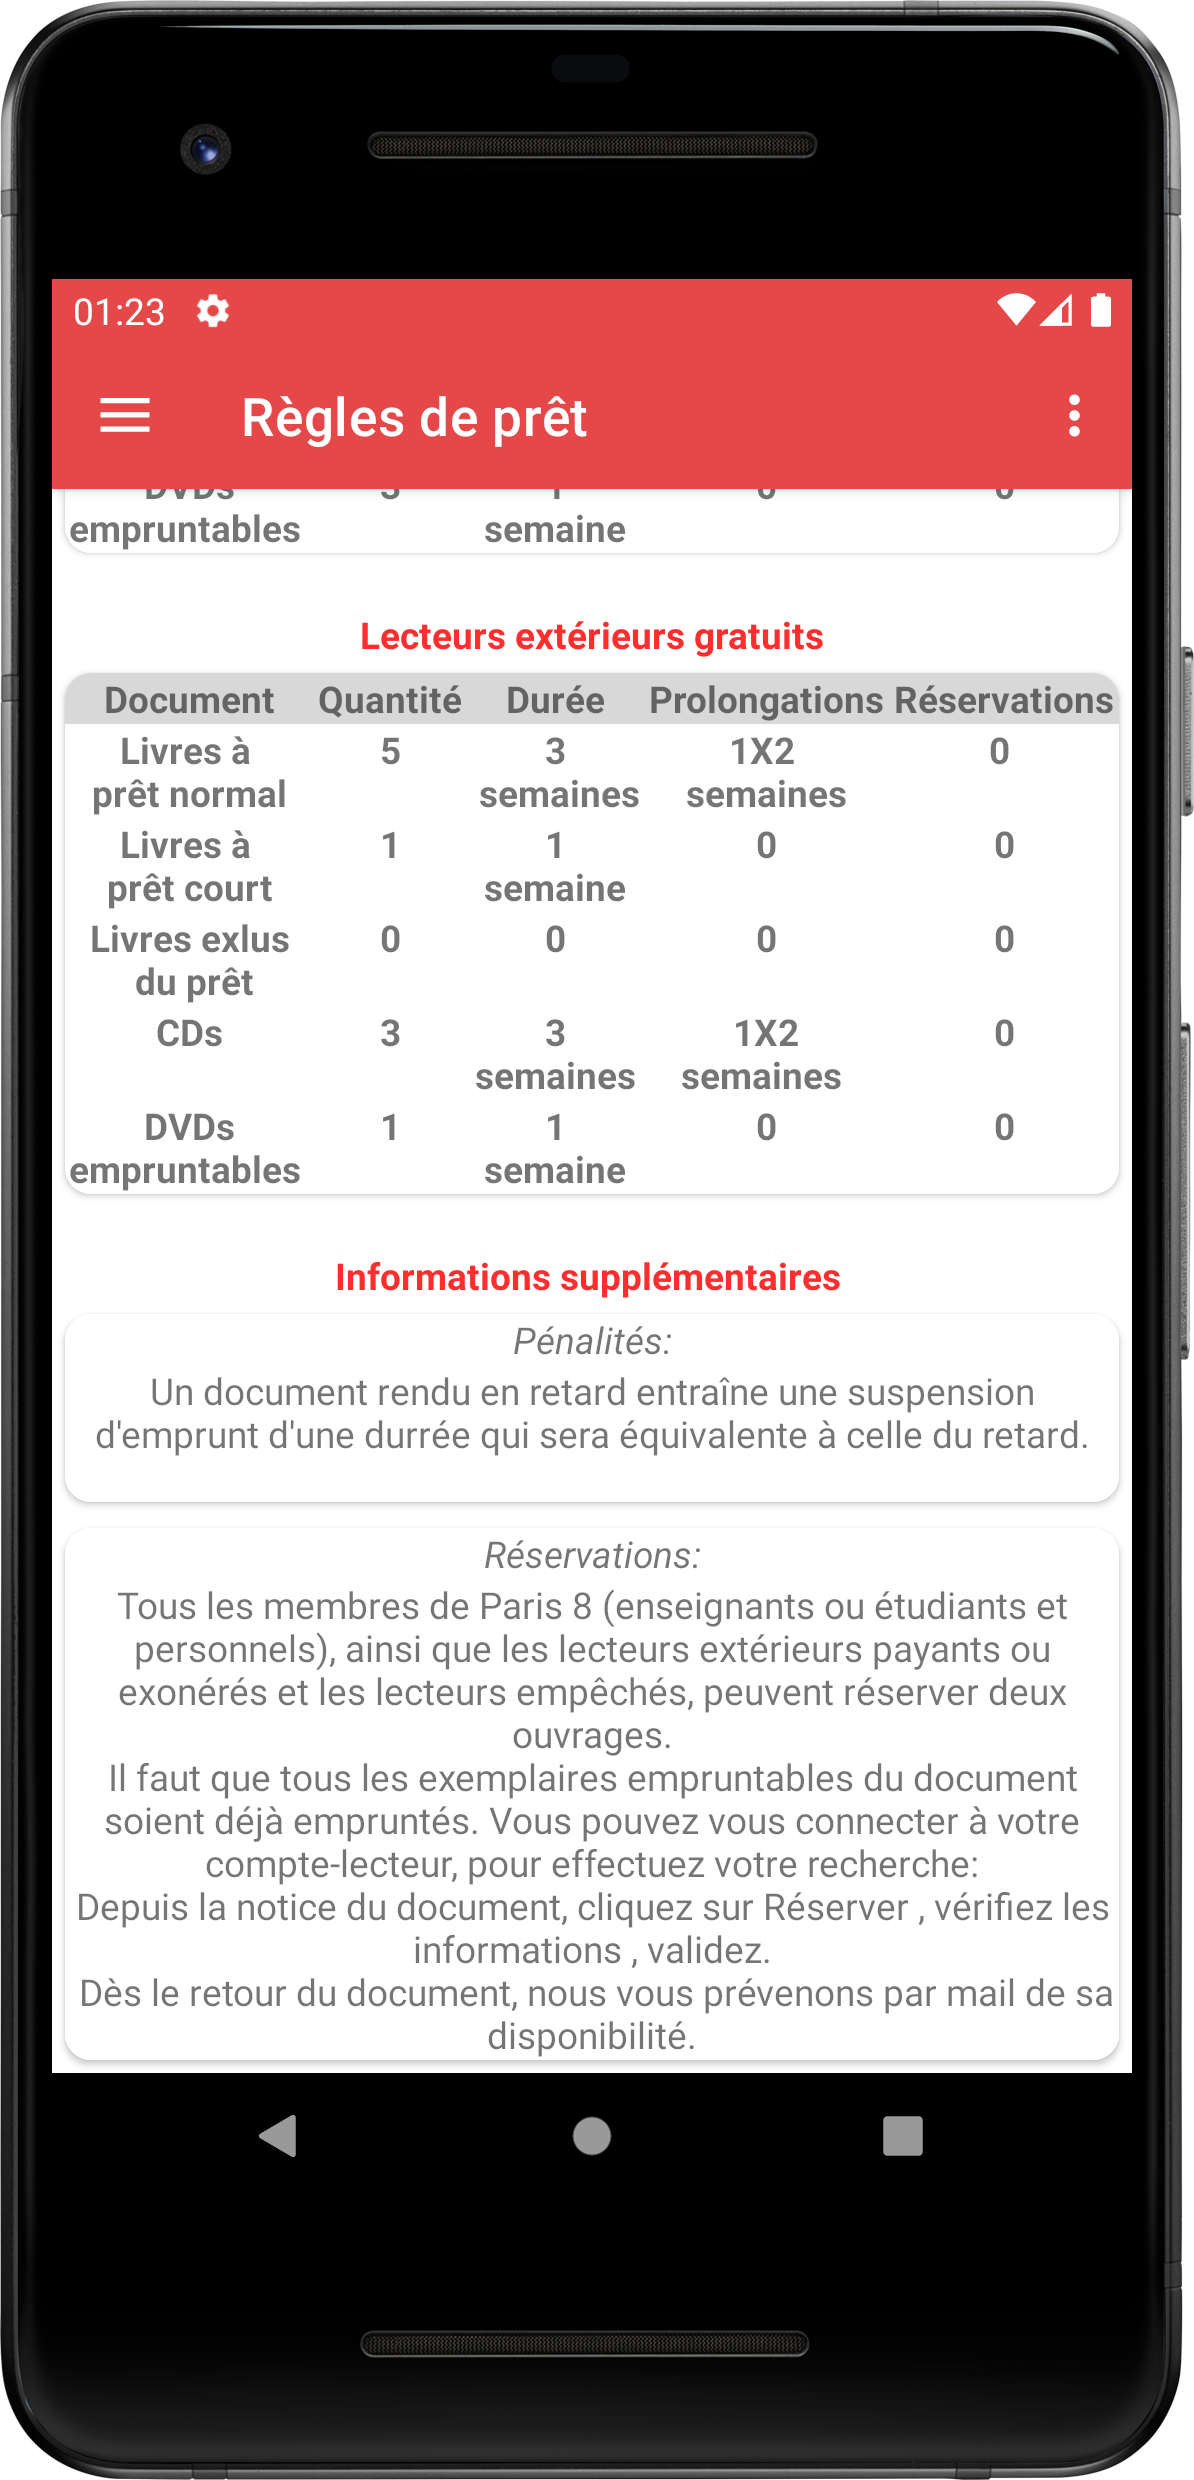 01:23
Règles de prêt
DVDs 3 1 0 0
empruntables semaine
Lecteurs extérieurs gratuits
Document Quantité Durée Prolongations Réservations
Livres à 5 3 1X2 0
prêt normal semaines semaines
Livres à 1 1 0 0
prêt court semaine
Livres exlus 0 0 0 0
du prêt
CDs 3 3 1X2 0
semaines semaines
DVDs 1 1 0 0
empruntables semaine
Informations supplémentaires
Pénalités:
Un document rendu en retard entraîne une suspension
d'emprunt d'une durrée qui sera équivalente à celle du retard.
Réservations:
Tous les membres de Paris 8 (enseignants ou étudiants et
personnels), ainsi que les lecteurs extérieurs payants ou
exonérés et les lecteurs empêchés, peuvent réserver deux
ouvrages.
Il faut que tous les exemplaires empruntables du document
soient déjà empruntés. Vous pouvez vous connecter à votre
compte-lecteur, pour effectuez votre recherche:
Depuis la notice du document, cliquez sur Réserver , vérifiez les
informations , validez.
Dès le retour du document, nous vous prévenons par mail de sa
disponibilité.